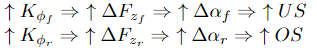 ↑ K_{ϕ_f} ⇒ ↑ ΔF_{z_f} ⇒ ↑ Δα_f ⇒ ↑ US
↑ K_{ϕ_r} ⇒ ↑ ΔF_{z_r} ⇒ ↑ Δα_r ⇒ ↑ OS